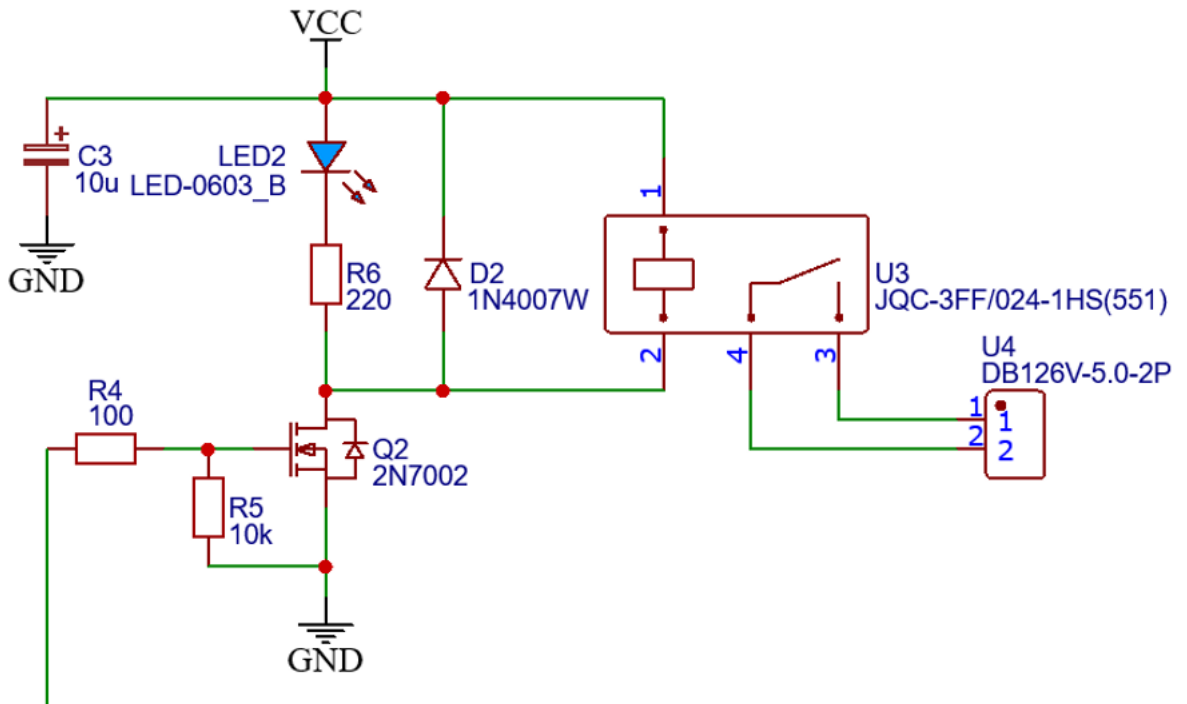 VCC
C3
10u
GND
LED2
LED-0603_B
R6
220
D2
1N4007W
1
U3
JQC-3FF/024-1HS(551)
2
4
3
U4
DB126V-5.0-2P
1
1
2
2
R4
100
Q2
2N7002
R5
10k
GND